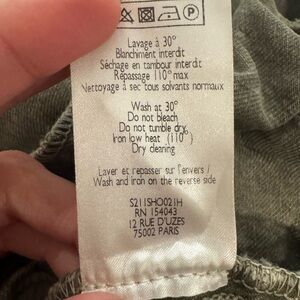 Lavage à 30°
Blanchiment interdit
Séchage en tambour interdit
Repassage 110° max
Nettoyage à sec tous solvants normaux
Wash at 30°
Do not bleach
Do not tumble dry
Iron low heat (110°)
Dry cleaning
Laver et repasser sur l'envers /
Wash and iron on the reverse side
S211SHO021H
RN 154043
12 RUE D'UZES
75002 PARIS